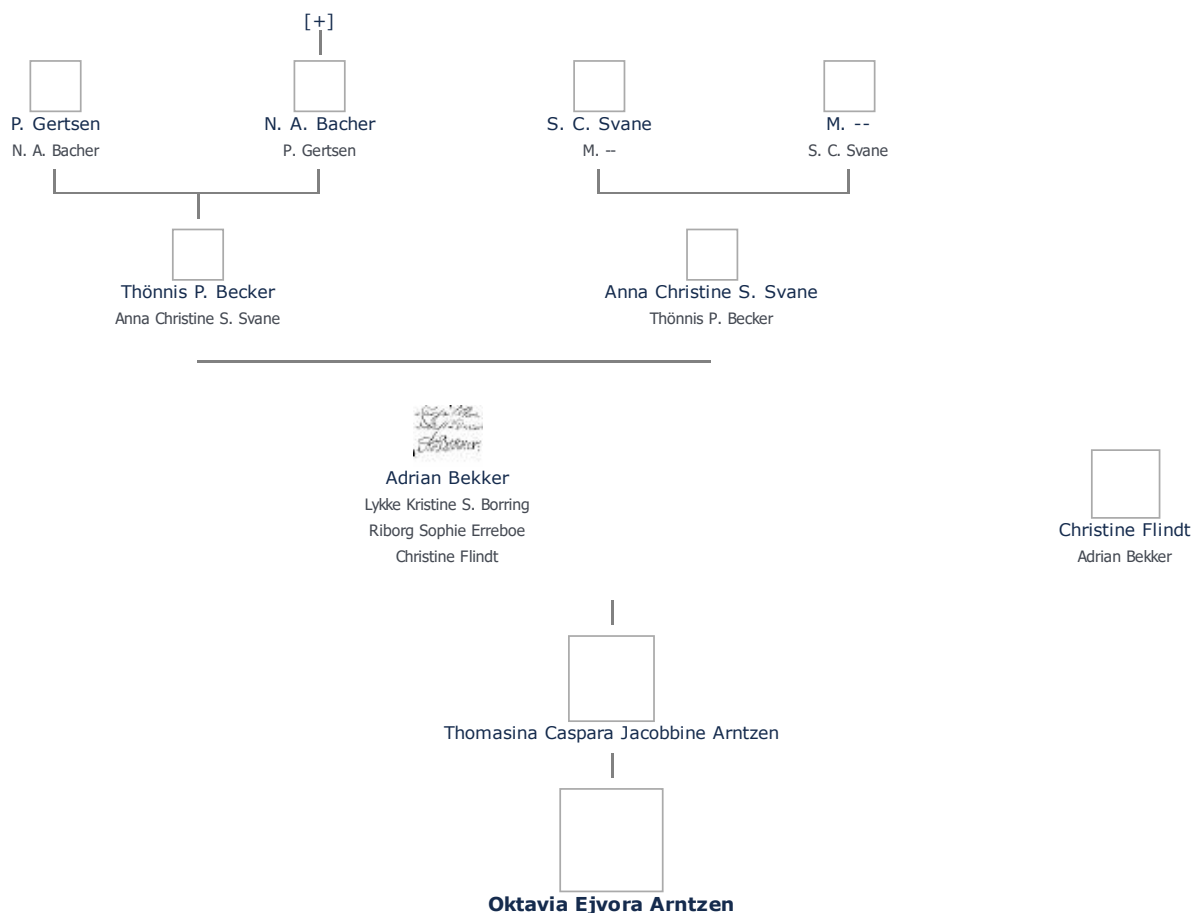 [+]
P. Gertsen
N. A. Bacher
N. A. Bacher
P. Gertsen
S. C. Svane
M. --
M. --
S. C. Svane
Thönnis P. Becker
Anna Christine S. Svane
Anna Christine S. Svane
Thönnis P. Becker
Adrian Bekker
Lykke Kristine S. Borring
Riborg Sophie Erreboe
Christine Flindt
Christine Flindt
Adrian Bekker
Thomasina Caspara Jacobbine Arntzen
Oktavia Ejvora Arntzen